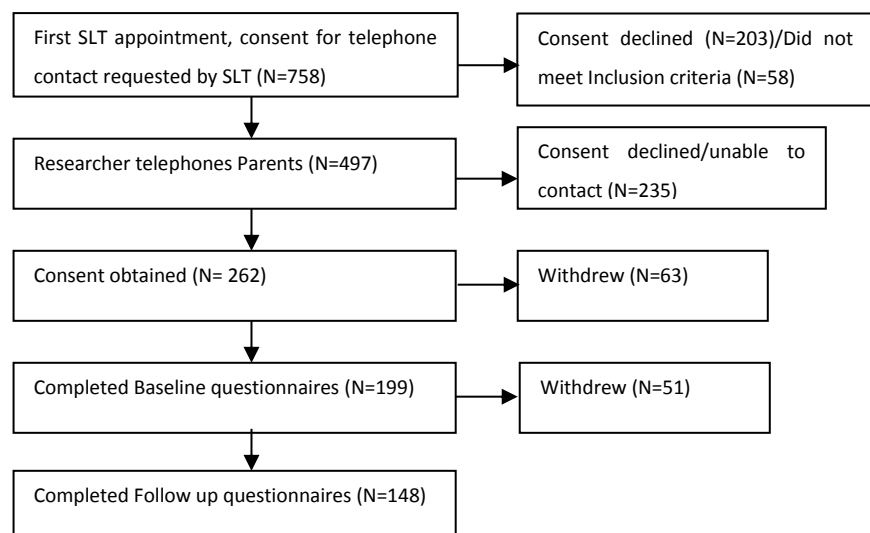 First SLT appointment, consent for telephone
contact requested by SLT (N=758)
Consent declined (N=203)/Did not
meet Inclusion criteria (N=58)
Researcher telephones Parents (N=497)
Consent declined/unable to
contact (N=235)
Consent obtained (N= 262)
Withdrew (N=63)
Completed Baseline questionnaires (N=199)
Withdrew (N=51)
Completed Follow up questionnaires (N=148)